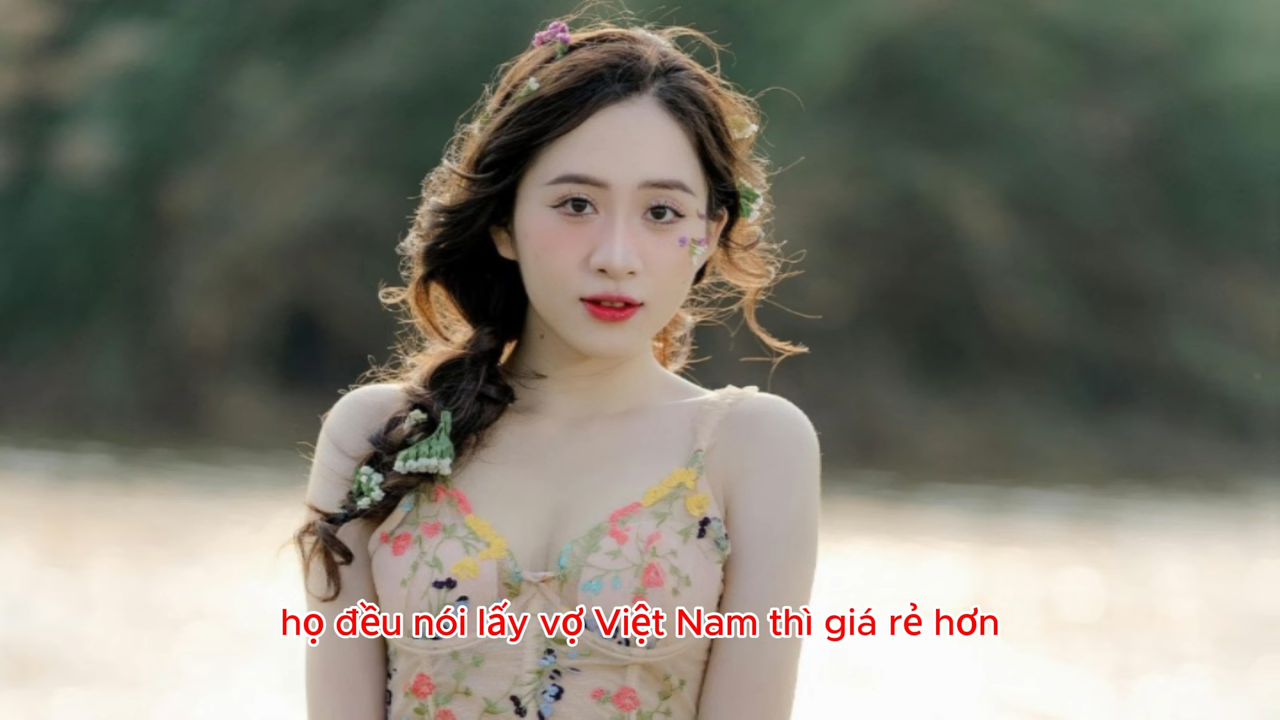 họ đều nói lấy vợ Việt Nam thì giá rẻ hơn